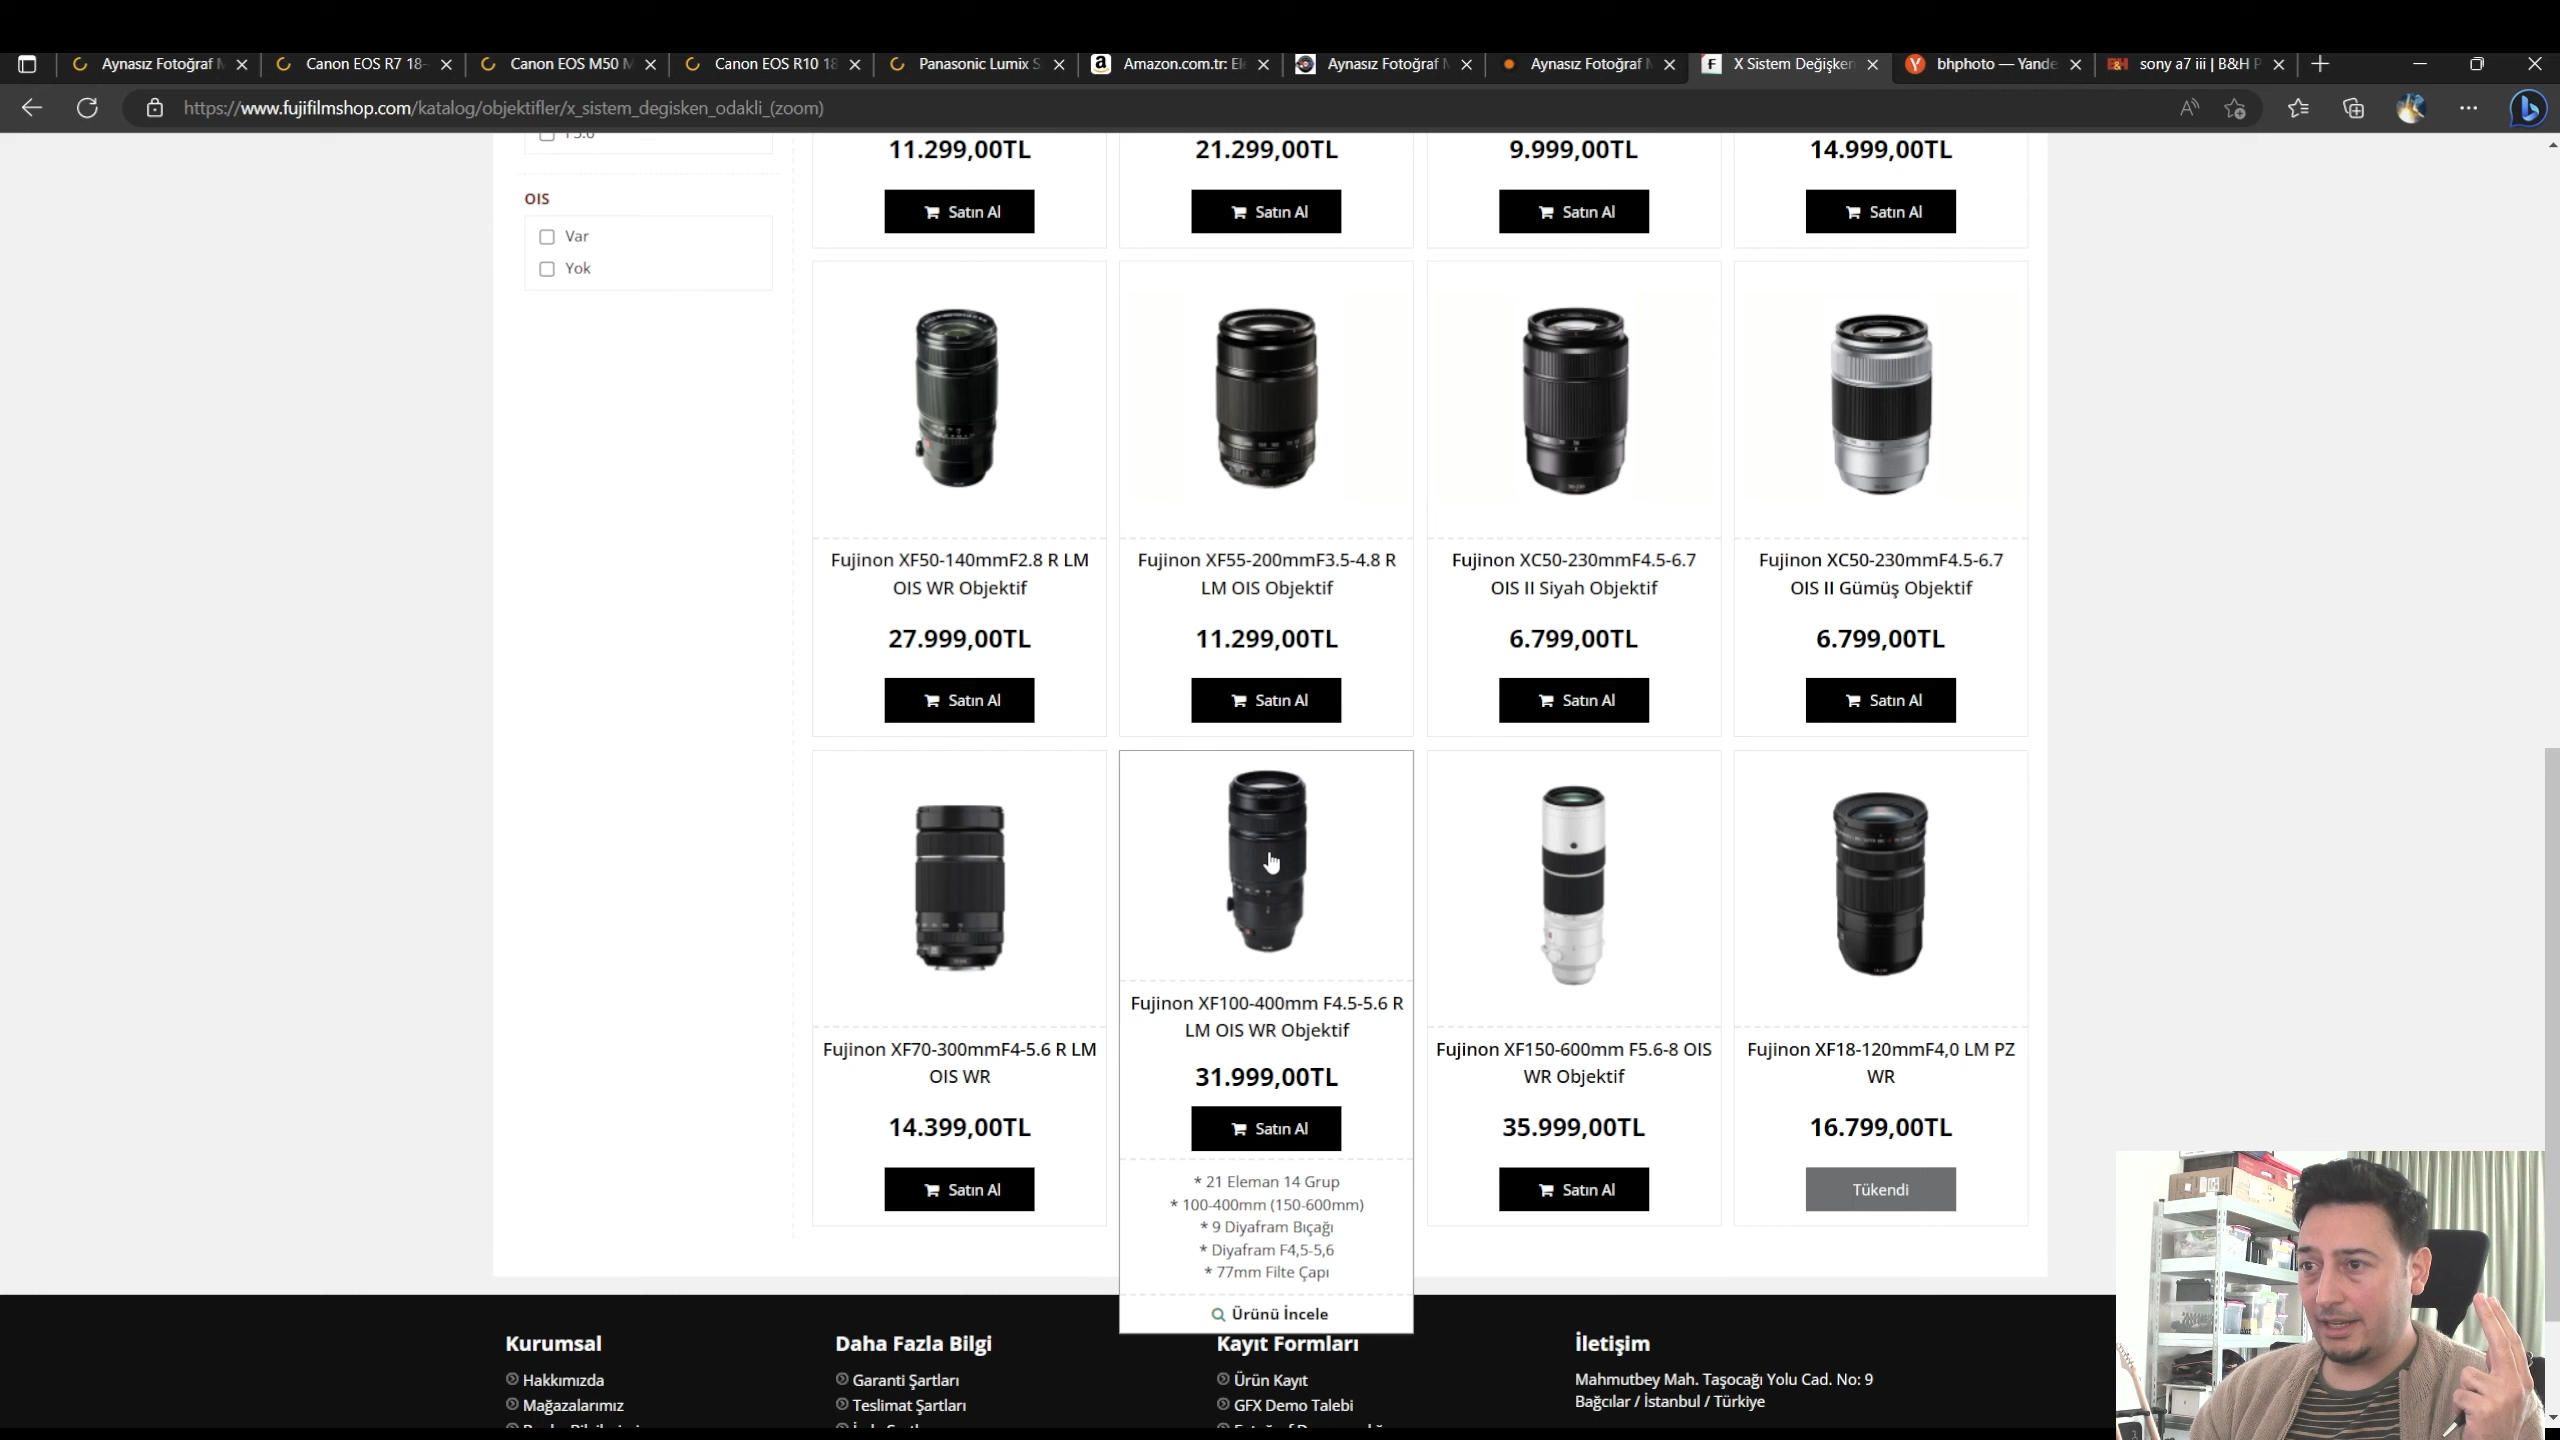 Aynasız Fotoğraf
Canon EOS R7 18-
Canon EOS M50
Canon EOS R10 18
Panasonic Lumix S
Amazon.com.tr: El
Aynasız Fotoğraf
Aynasız Fotoğraf
X Sistem Değişken
bhphoto — Yande
sony a7 iii | B&H P
https://www.fujifilmshop.com/katalog/objektifler/x_sistem_degisken_odakli_(zoom)
11.299,00TL
21.299,00TL
9.999,00TL
14.999,00TL
Satın Al
Satın Al
Satın Al
Satın Al
OIS
Var
Yok
Fujinon XF50-140mmF2.8 R LM
OIS WR Objektif
27.999,00TL
Satın Al
Fujinon XF55-200mmF3.5-4.8 R
LM OIS Objektif
11.299,00TL
Satın Al
Fujinon XC50-230mmF4.5-6.7
OIS II Siyah Objektif
6.799,00TL
Satın Al
Fujinon XC50-230mmF4.5-6.7
OIS II Gümüş Objektif
6.799,00TL
Satın Al
Fujinon XF70-300mmF4-5.6 R LM
OIS WR
14.399,00TL
Satın Al
Fujinon XF100-400mm F4.5-5.6 R
LM OIS WR Objektif
31.999,00TL
Satın Al
* 21 Eleman 14 Grup
* 100-400mm (150-600mm)
* 9 Diyafram Bıçağı
* Diyafram F4,5-5,6
* 77mm Filte Çapı
Ürünü İncele
Fujinon XF150-600mm F5.6-8 OIS
WR Objektif
35.999,00TL
Satın Al
Fujinon XF18-120mmF4,0 LM PZ
WR
16.799,00TL
Tükendi
Kurumsal
Hakkımızda
Mağazalarımız
Daha Fazla Bilgi
Garanti Şartları
Teslimat Şartları
Kayıt Formları
Ürün Kayıt
GFX Demo Talebi
İletişim
Mahmutbey Mah. Taşocağı Yolu Cad. No: 9
Bağcılar / İstanbul / Türkiye